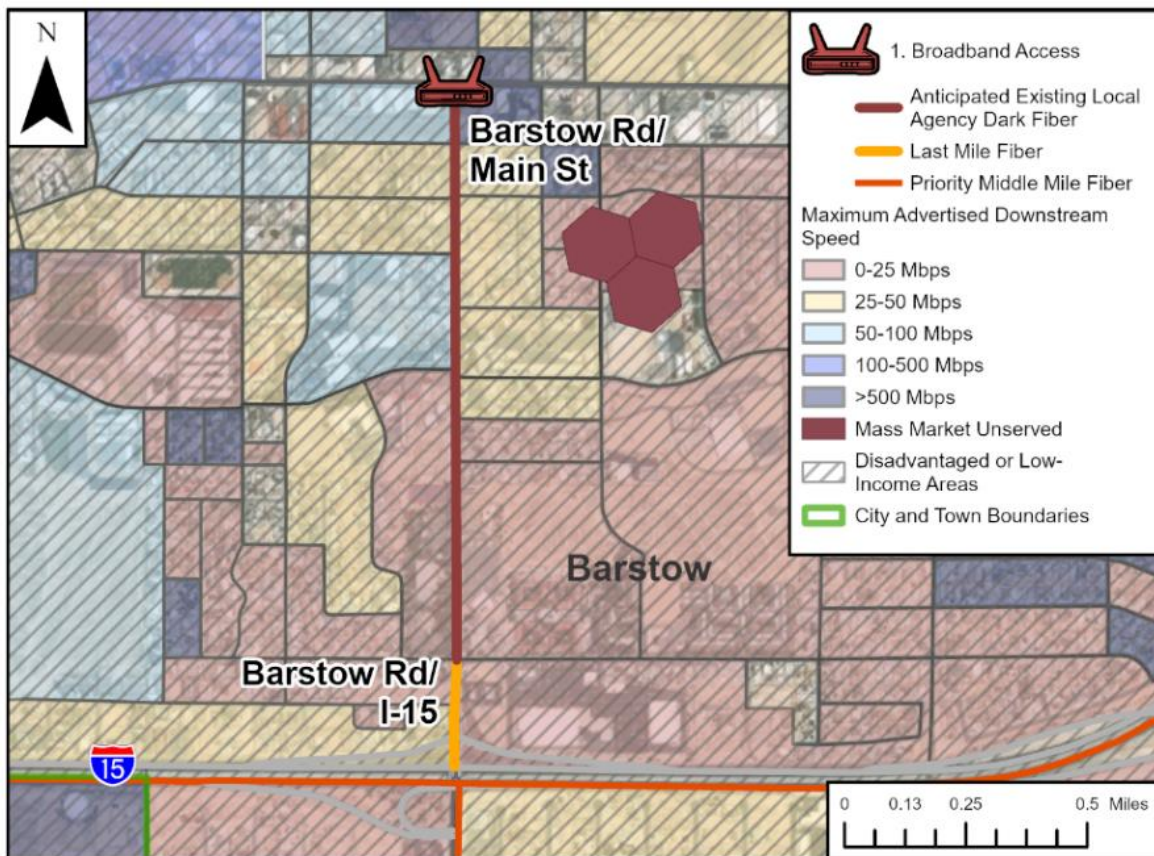 N
1. Broadband Access
Anticipated Existing Local
Agency Dark Fiber
Last Mile Fiber
Priority Middle Mile Fiber
Maximum Advertised Downstream
Speed
0-25 Mbps
25-50 Mbps
50-100 Mbps
100-500 Mbps
>500 Mbps
Mass Market Unserved
Disadvantaged or Low-
Income Areas
City and Town Boundaries
Barstow Rd/
Main St
Barstow
Barstow Rd/
I-15
15
0 0.13 0.25 0.5 Miles